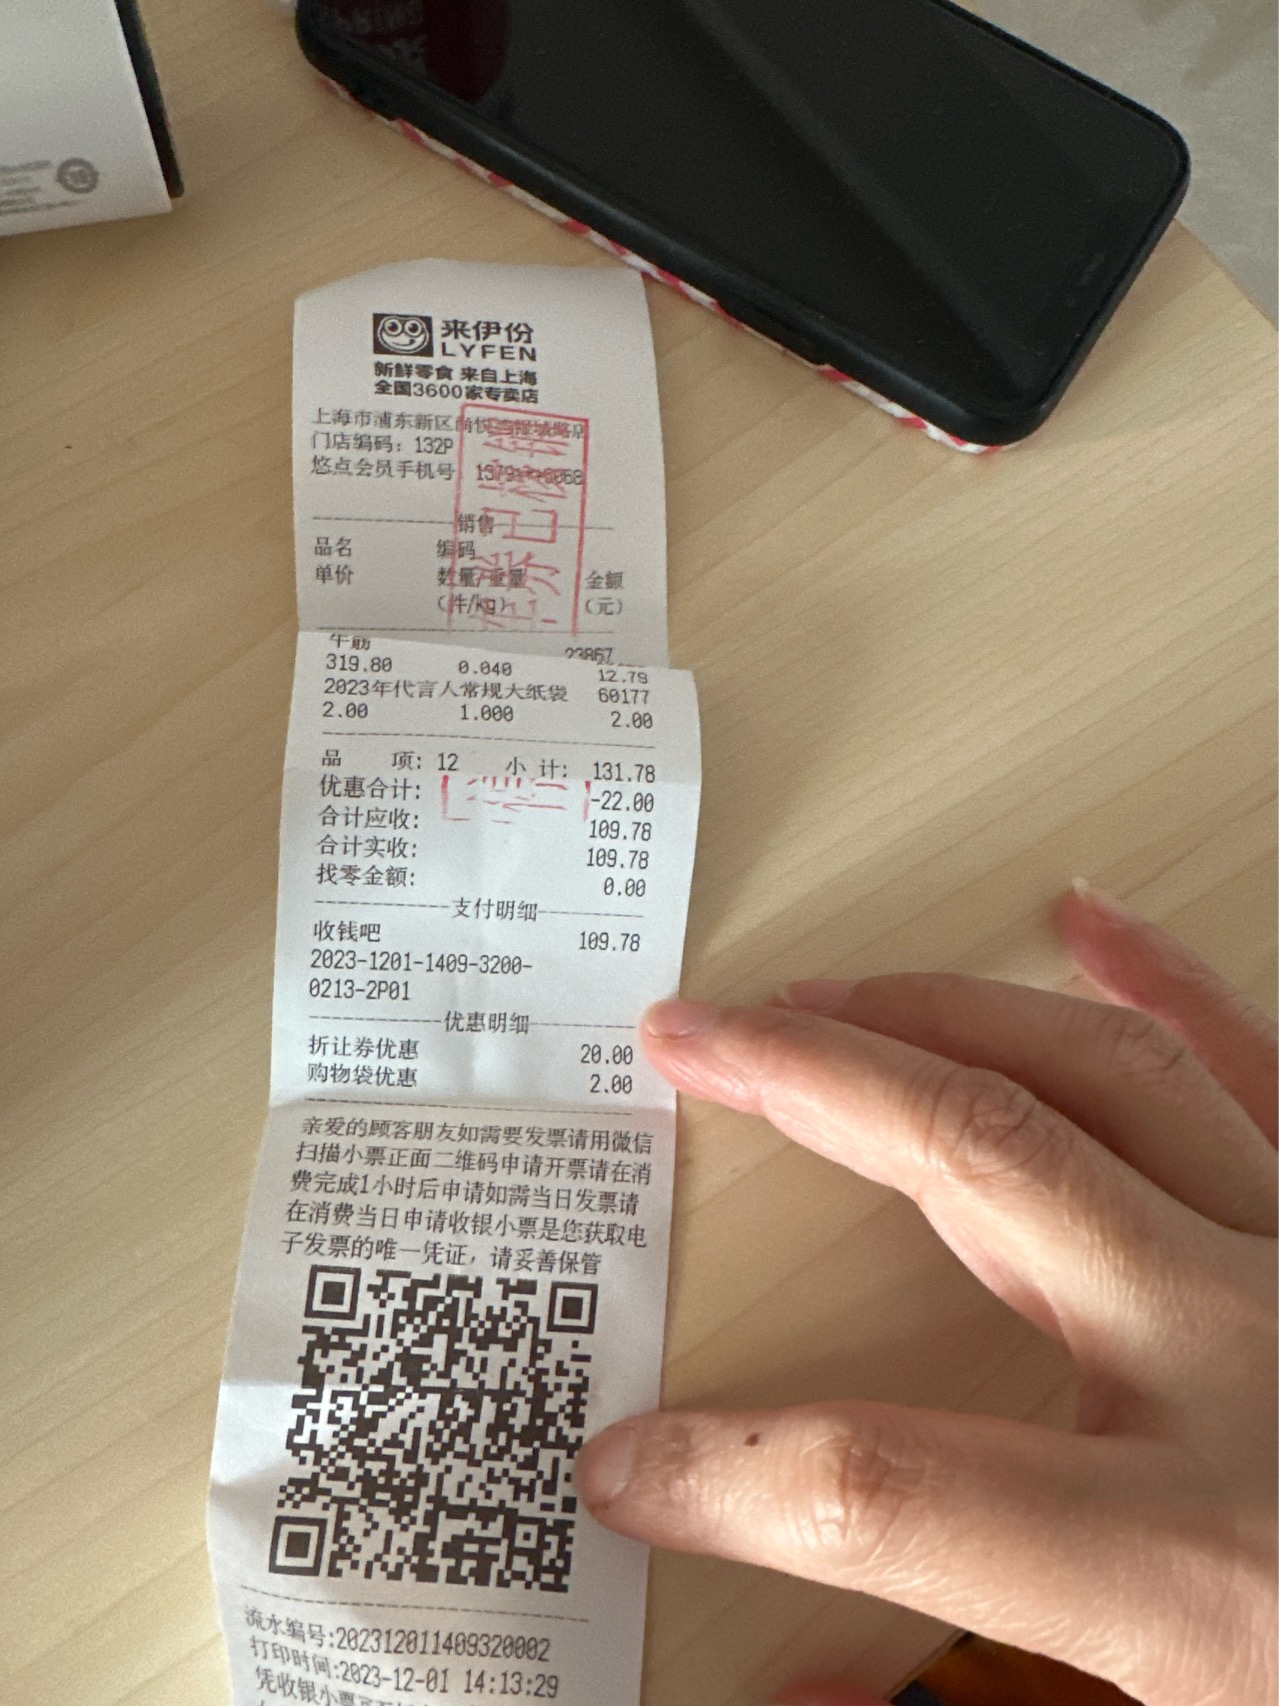 来伊份
LYFEN
新鲜零食 来自上海
全国3600家专卖店
上海市浦东新区
门店编码：132P
悠点会员手机号
销售
品名 编码
单价 数量/重量 金额
(件/kg) (元)
牛筋 23867
319.80 0.040 12.79
2023年代言人常规大纸袋 60177
2.00 1.000 2.00
品 项: 12 小 计: 131.78
优惠合计: -22.00
合计应收: 109.78
合计实收: 109.78
找零金额: 0.00
支付明细
收钱吧 109.78
2023-1201-1409-3200-
0213-2P01
优惠明细
折让券优惠 20.00
购物袋优惠 2.00
亲爱的顾客朋友如需要发票请用微信
扫描小票正面二维码申请开票请在消
费完成1小时后申请如需当日发票请
在消费当日申请收银小票是您获取电
子发票的唯一凭证，请妥善保管
流水编号:202312011409320002
打印时间:2023-12-01 14:13:29
凭收银小票